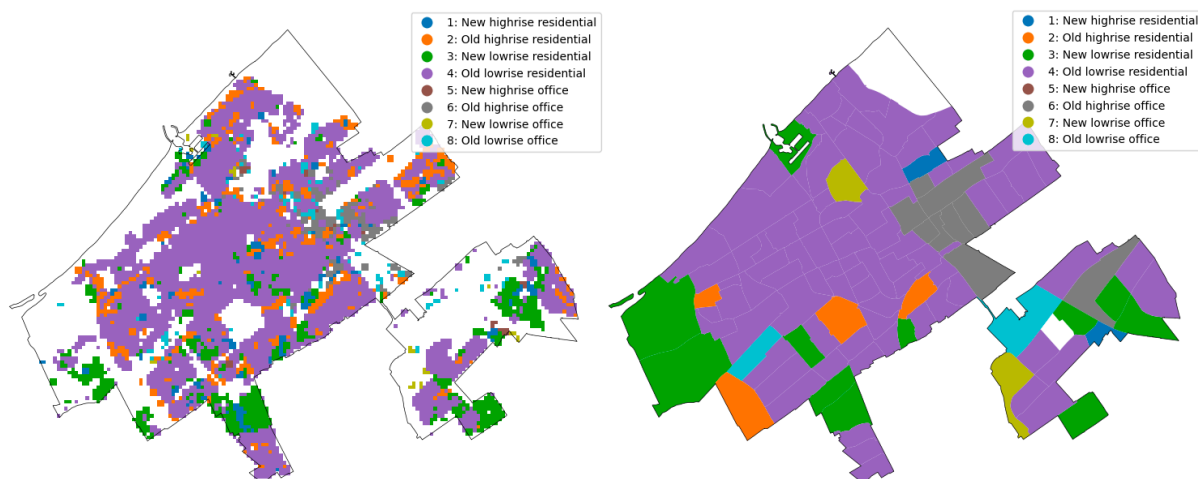 1: New highrise residential
2: Old highrise residential
3: New lowrise residential
4: Old lowrise residential
5: New highrise office
6: Old highrise office
7: New lowrise office
8: Old lowrise office
1: New highrise residential
2: Old highrise residential
3: New lowrise residential
4: Old lowrise residential
5: New highrise office
6: Old highrise office
7: New lowrise office
8: Old lowrise office